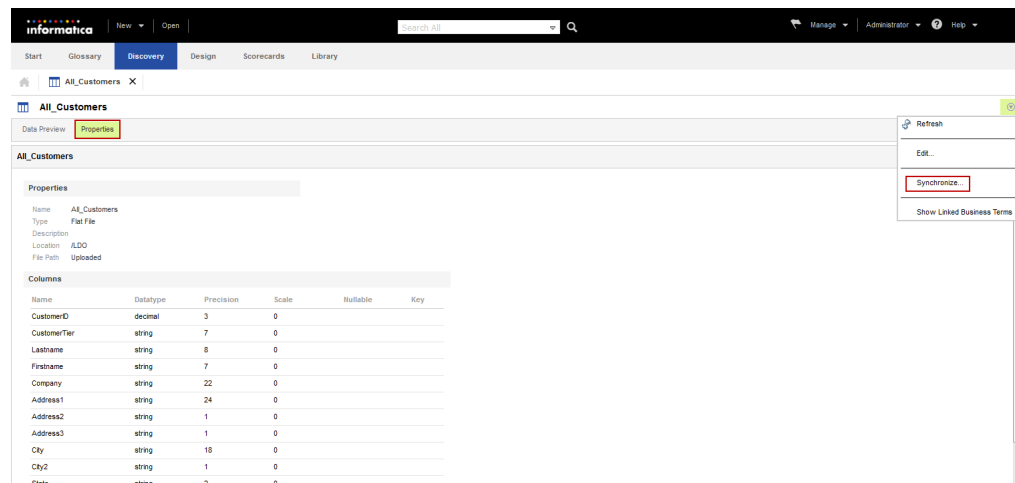 informatica New Open Search All Manage Administrator ? Help
Start Glossary Discovery Design Scorecards Library
All_Customers X
All_Customers
Data Preview Properties
Refresh
Edit...
Synchronize...
Show Linked Business Terms
All_Customers
Properties
Name All_Customers
Type Flat File
Description
Location /LDO
File Path Uploaded
Columns
Name Datatype Precision Scale Nullable Key
CustomerID decimal 3 0
CustomerTier string 7 0
Lastname string 8 0
Firstname string 7 0
Company string 22 0
Address1 string 24 0
Address2 string 1 0
Address3 string 1 0
City string 18 0
City2 string 1 0